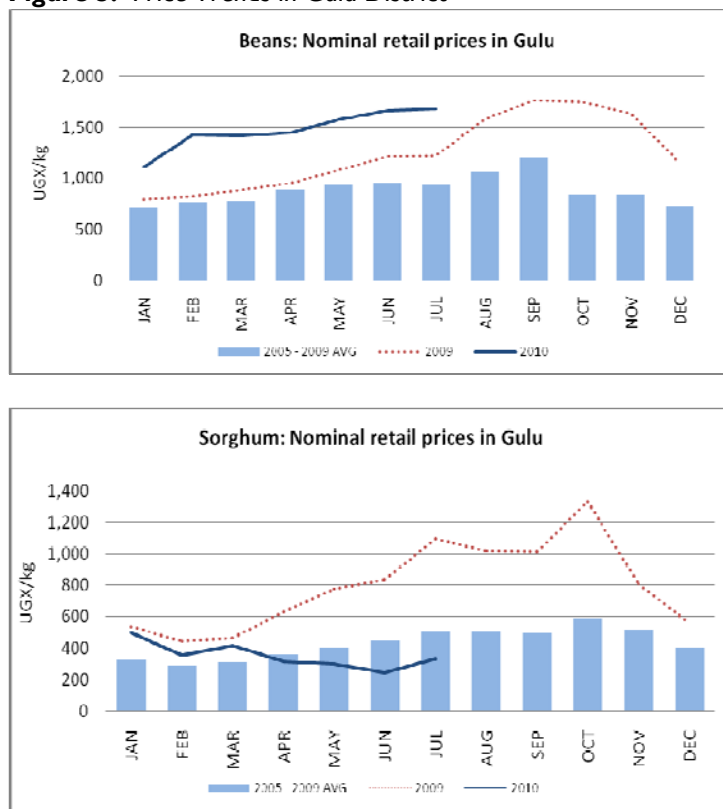 Beans: Nominal retail prices in Gulu
2,000
1,500
1,000
500
0
UGX/kg
JAN FEB MAR APR MAY JUN JUL AUG SEP OCT NOV DEC
2005 - 2009 AVG 2009 2010
Sorghum: Nominal retail prices in Gulu
1,400
1,200
1,000
800
600
400
200
0
UGX/kg
JAN FEB MAR APR MAY JUN JUL AUG SEP OCT NOV DEC
2005 - 2009 AVG 2009 2010